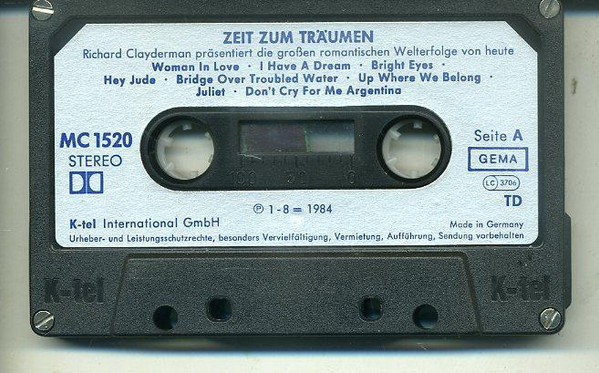 ZEIT ZUM TRÄUMEN
Richard Clayderman präsentiert die großen romantischen Welterfolge von heute
Woman In Love · I Have A Dream · Bright Eyes ·
Hey Jude · Bridge Over Troubled Water · Up Where We Belong ·
Juliet · Don't Cry For Me Argentina
MC 1520
STEREO
Seite A
GEMA
LC 3706
TD
℗ 1-8 = 1984
K-tel International GmbH
Made in Germany
Urheber- und Leistungsschutzrechte, besonders Vervielfältigung, Vermietung, Aufführung, Sendung vorbehalten
K-tel
K-tel